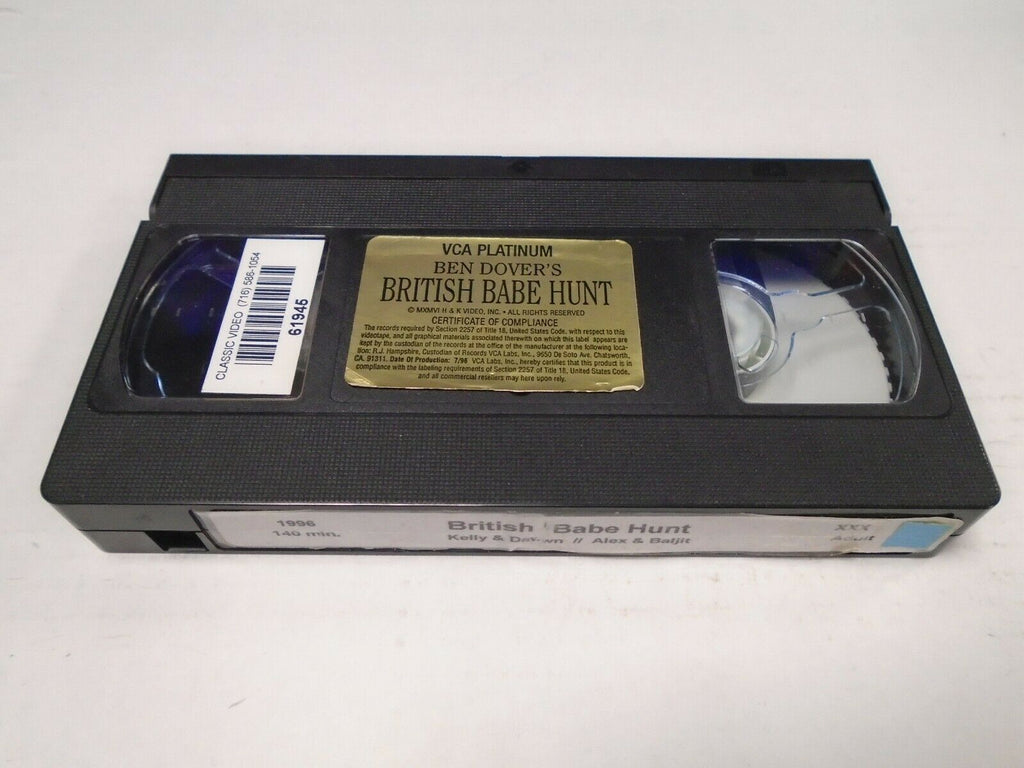 CLASSIC VIDEO (716) 586-1054
61945
VCA PLATINUM
BEN DOVER'S
BRITISH BABE HUNT
© MXMVI H & K VIDEO, INC. • ALL RIGHTS RESERVED
CERTIFICATE OF COMPLIANCE
The records required by Section 2257 of Title 18, United States Code, with respect to this
videotape, and all graphical materials associated therewith on which this label appears are
kept by the custodian of the records at the office of the manufacturer at the following loca-
tion: R.J. Hampshire, Custodian of Records VCA Labs, Inc., 9650 De Soto Ave. Chatsworth,
CA. 91311. Date Of Production: 7/96 VCA Labs, Inc., hereby certifies that this product is in
compliance with the labeling requirements of Section 2257 of Title 18, United States Code,
and all commercial resellers may here upon rely.
1996
140 min.
British Babe Hunt
Kelly & // Alex & Baljit
XXX
Adult